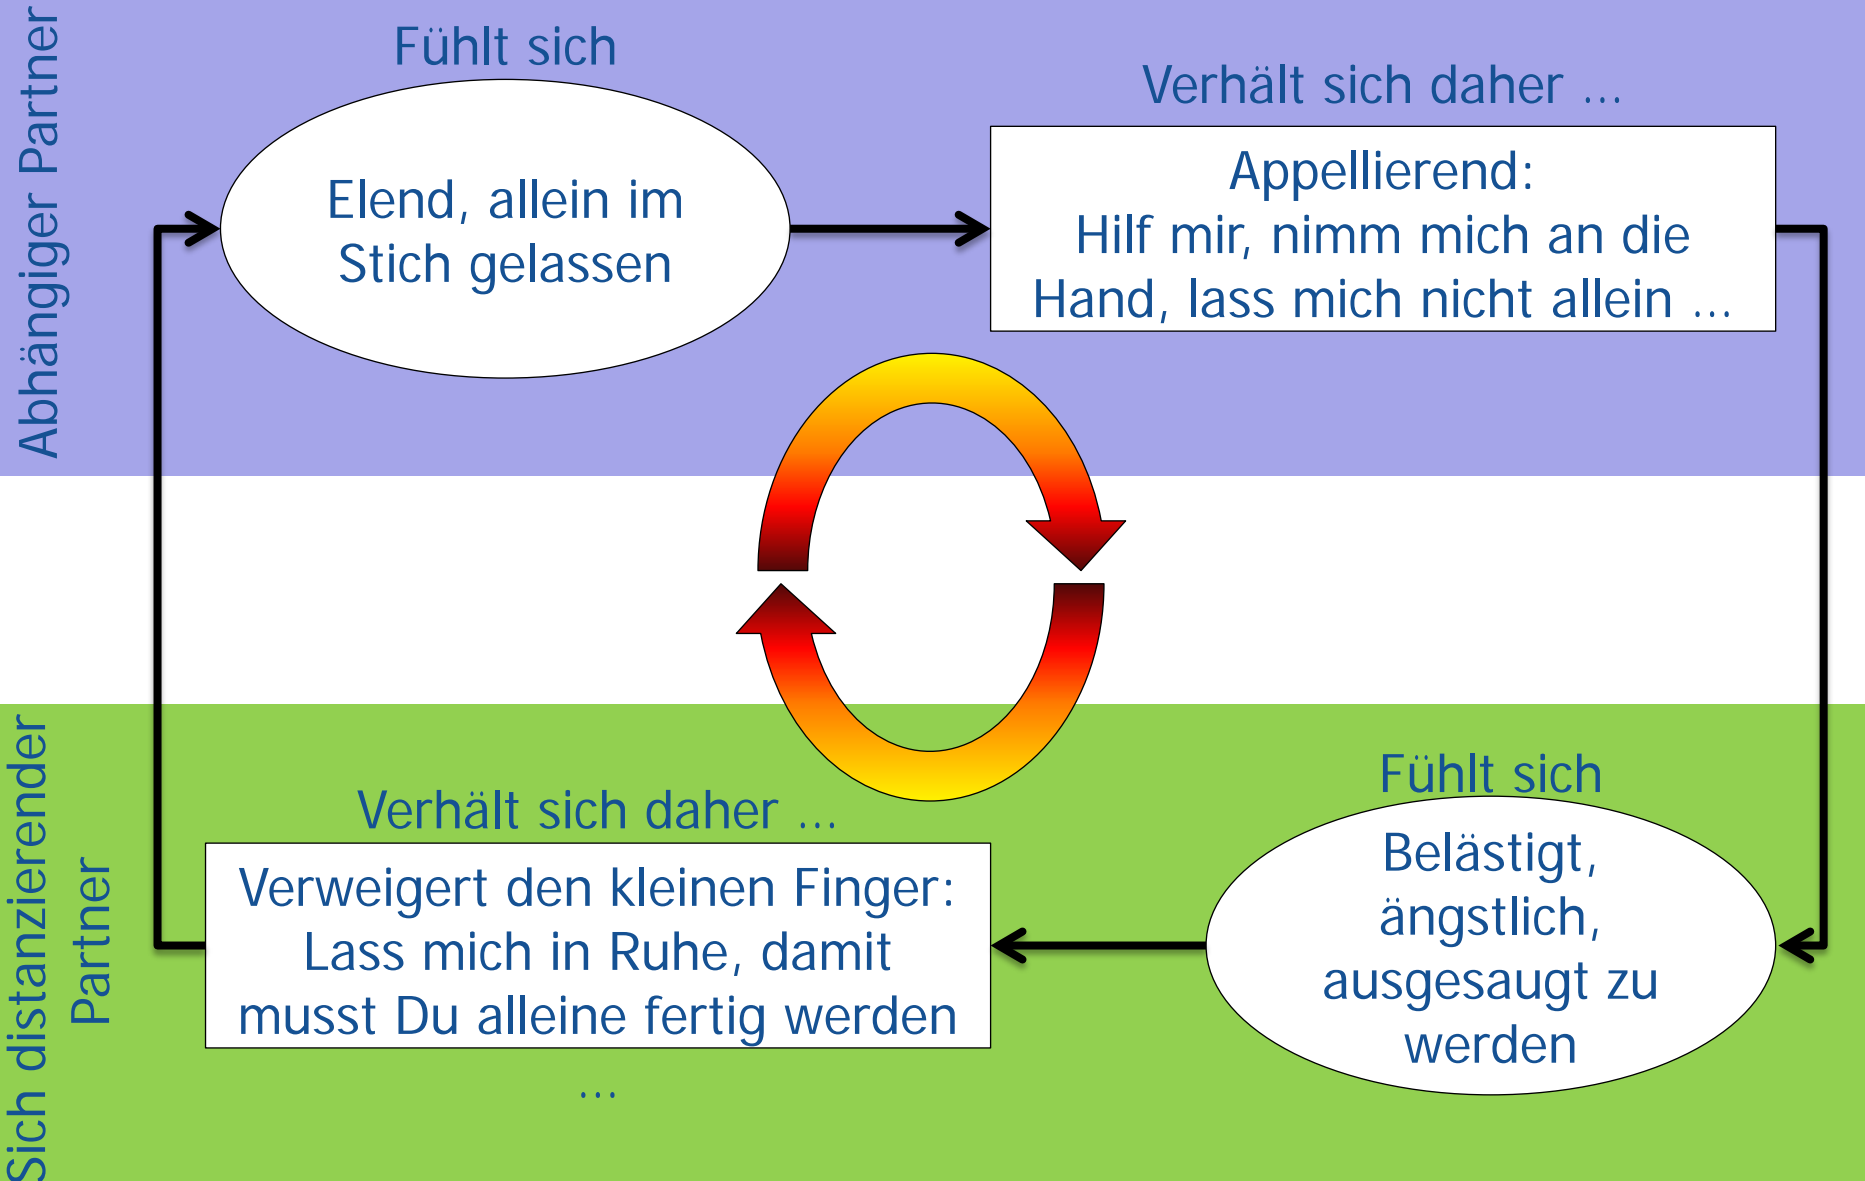 Abhängiger Partner
Fühlt sich
Elend, allein im
Stich gelassen
Verhält sich daher ...
Appellierend:
Hilf mir, nimm mich an die
Hand, lass mich nicht allein ...
Sich distanzierender
Partner
Fühlt sich
Belästigt,
ängstlich,
ausgesaugt zu
werden
Verhält sich daher ...
Verweigert den kleinen Finger:
Lass mich in Ruhe, damit
musst Du alleine fertig werden
...